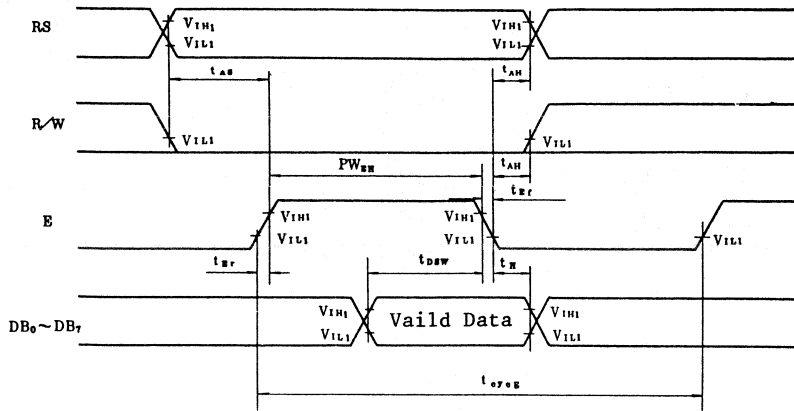 RS
VIH1
VIL1
VIH1
VIL1
tAS
tAH
R/W
VIL1
VIL1
tAH
PWEH
tEf
E
VIH1
VIL1
VIH1
VIL1
VIL1
tEr
tDSW
tH
DB0~DB7
VIH1
VIL1
Vaild Data
VIH1
VIL1
tcycE